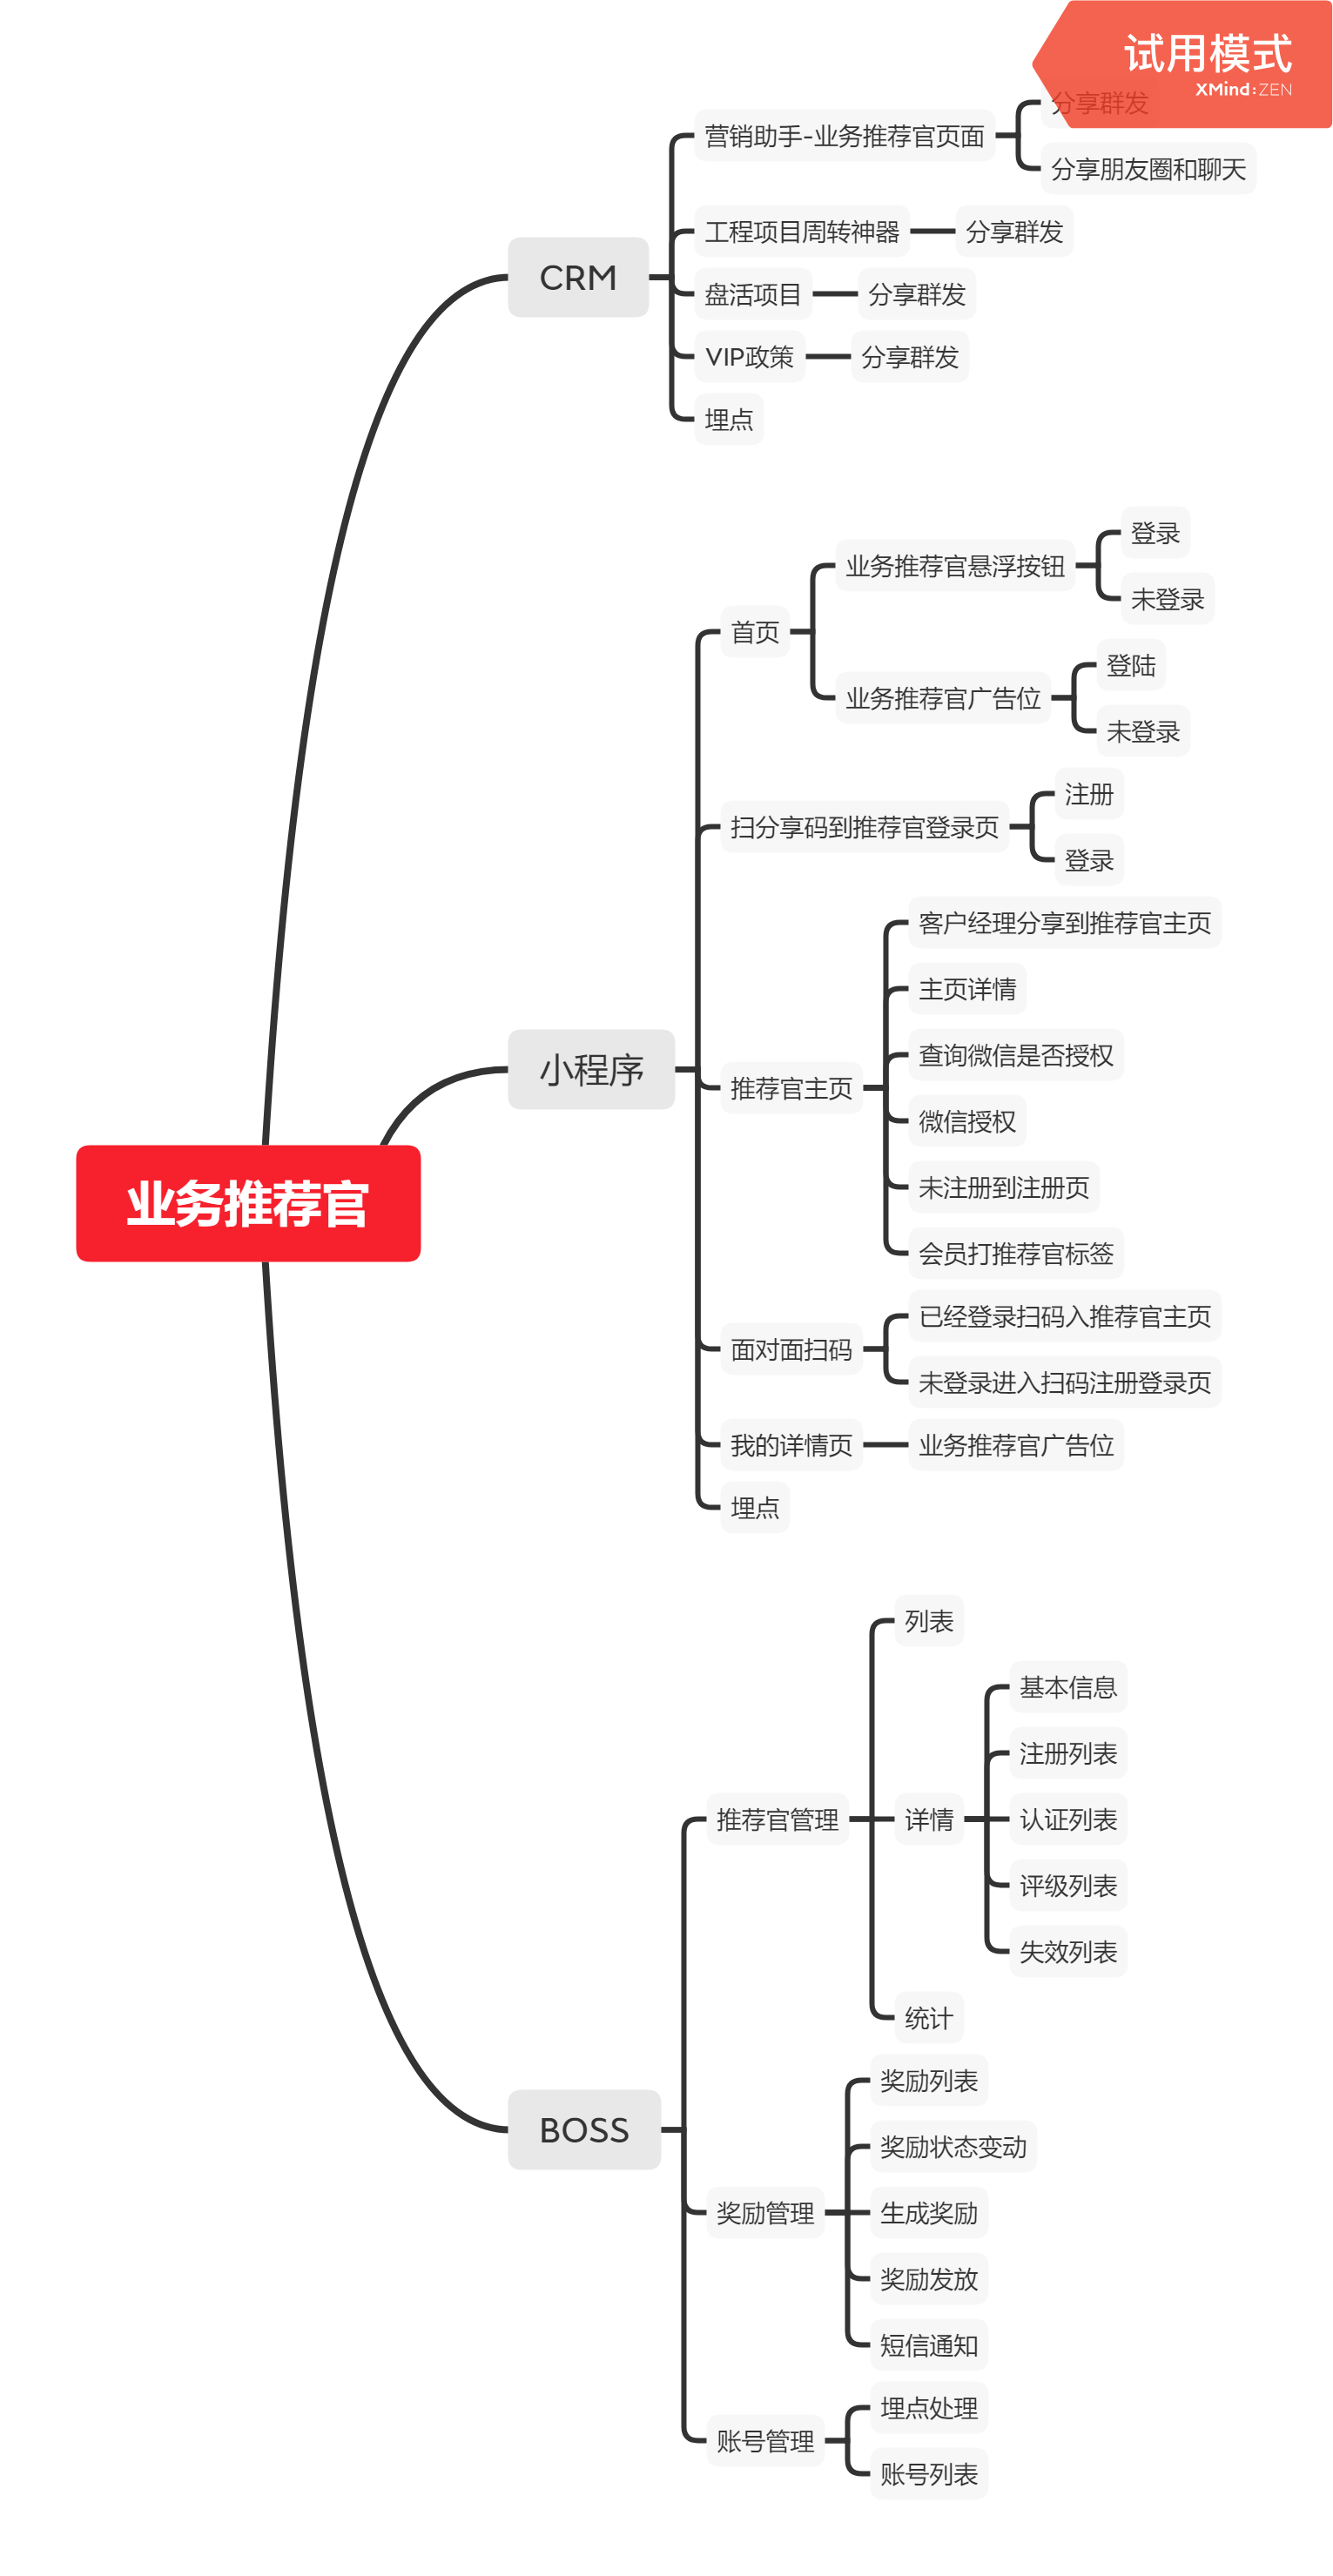 试用模式
XMind:ZEN
业务推荐官
CRM
营销助手-业务推荐官页面
分享群发
分享朋友圈和聊天
工程项目周转神器
分享群发
盘活项目
分享群发
VIP政策
分享群发
埋点
小程序
首页
业务推荐官悬浮按钮
登录
未登录
业务推荐官广告位
登陆
未登录
扫分享码到推荐官登录页
注册
登录
推荐官主页
客户经理分享到推荐官主页
主页详情
查询微信是否授权
微信授权
未注册到注册页
会员打推荐官标签
面对面扫码
已经登录扫码入推荐官主页
未登录进入扫码注册登录页
我的详情页
业务推荐官广告位
埋点
BOSS
推荐官管理
列表
详情
基本信息
注册列表
认证列表
评级列表
失效列表
统计
奖励管理
奖励列表
奖励状态变动
生成奖励
奖励发放
短信通知
账号管理
埋点处理
账号列表